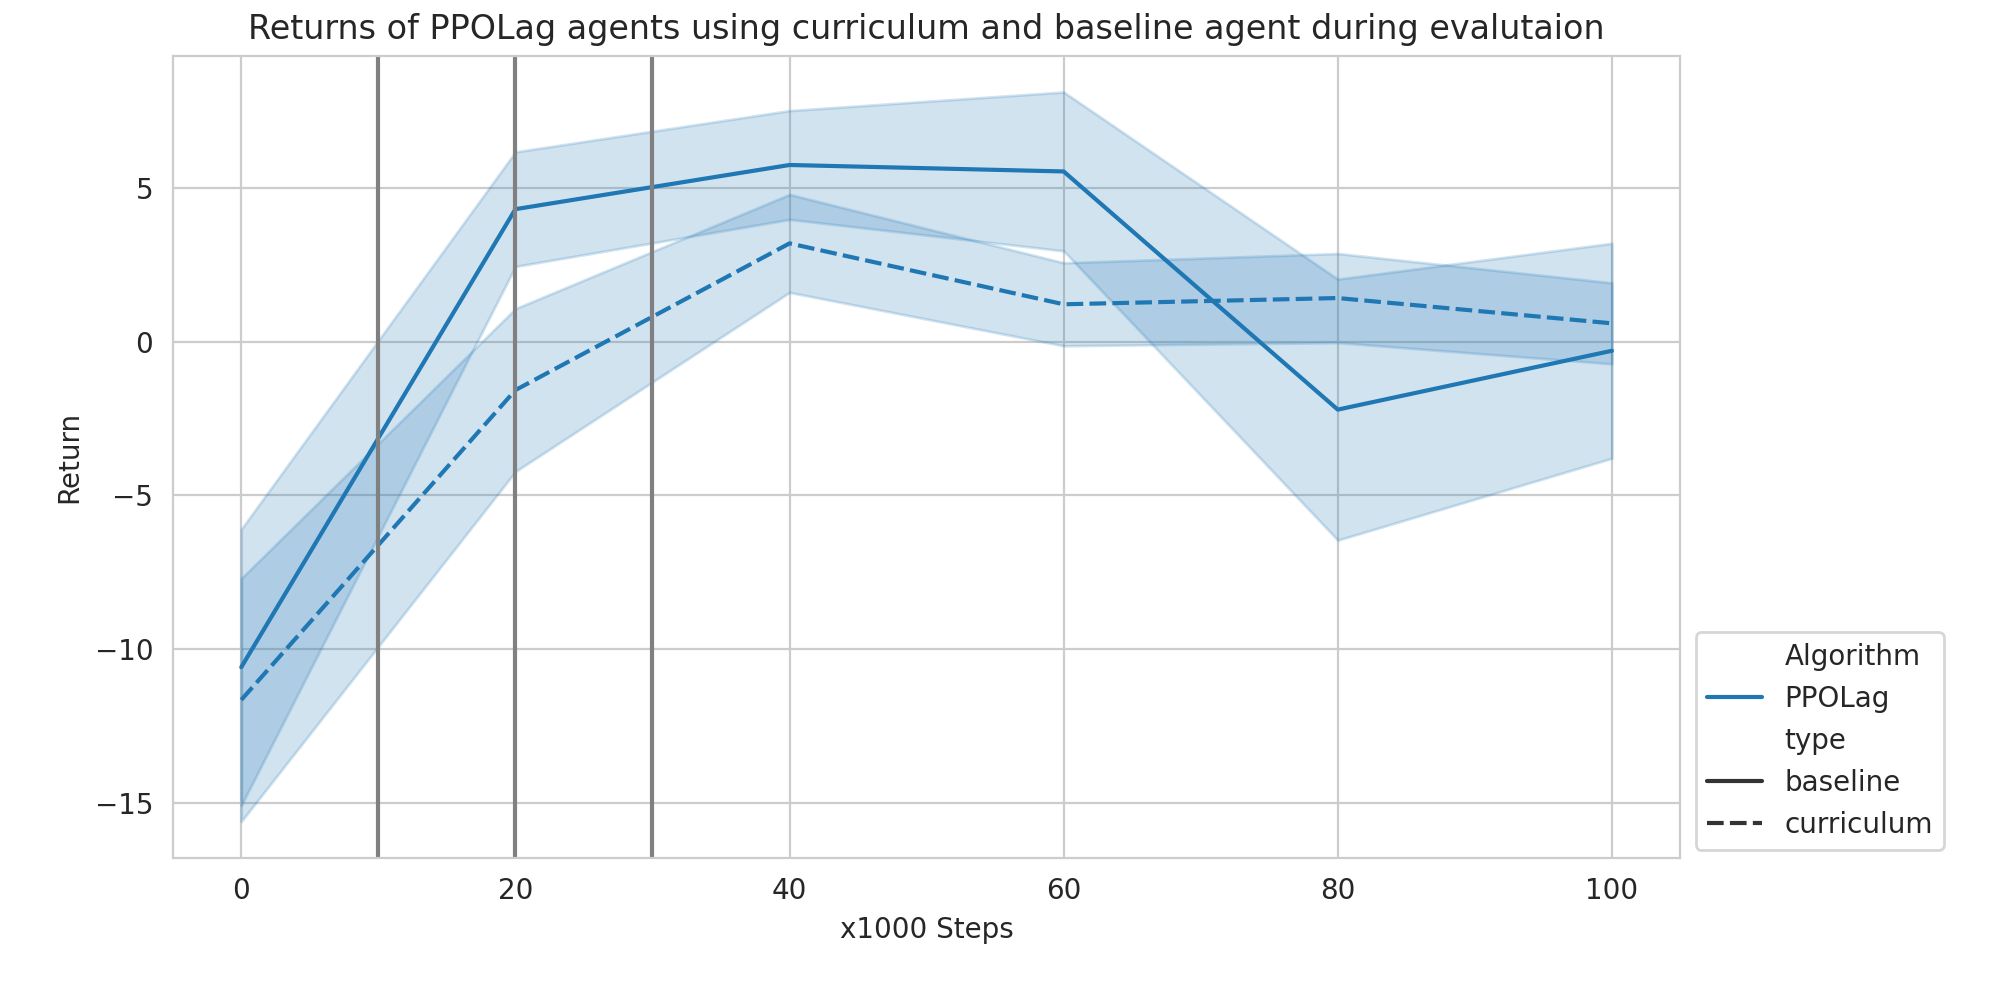 Returns of PPOLag agents using curriculum and baseline agent during evalutaion
5
0
−5
−10
−15
Return
0 20 40 60 80 100
x1000 Steps
Algorithm
PPOLag
type
baseline
curriculum